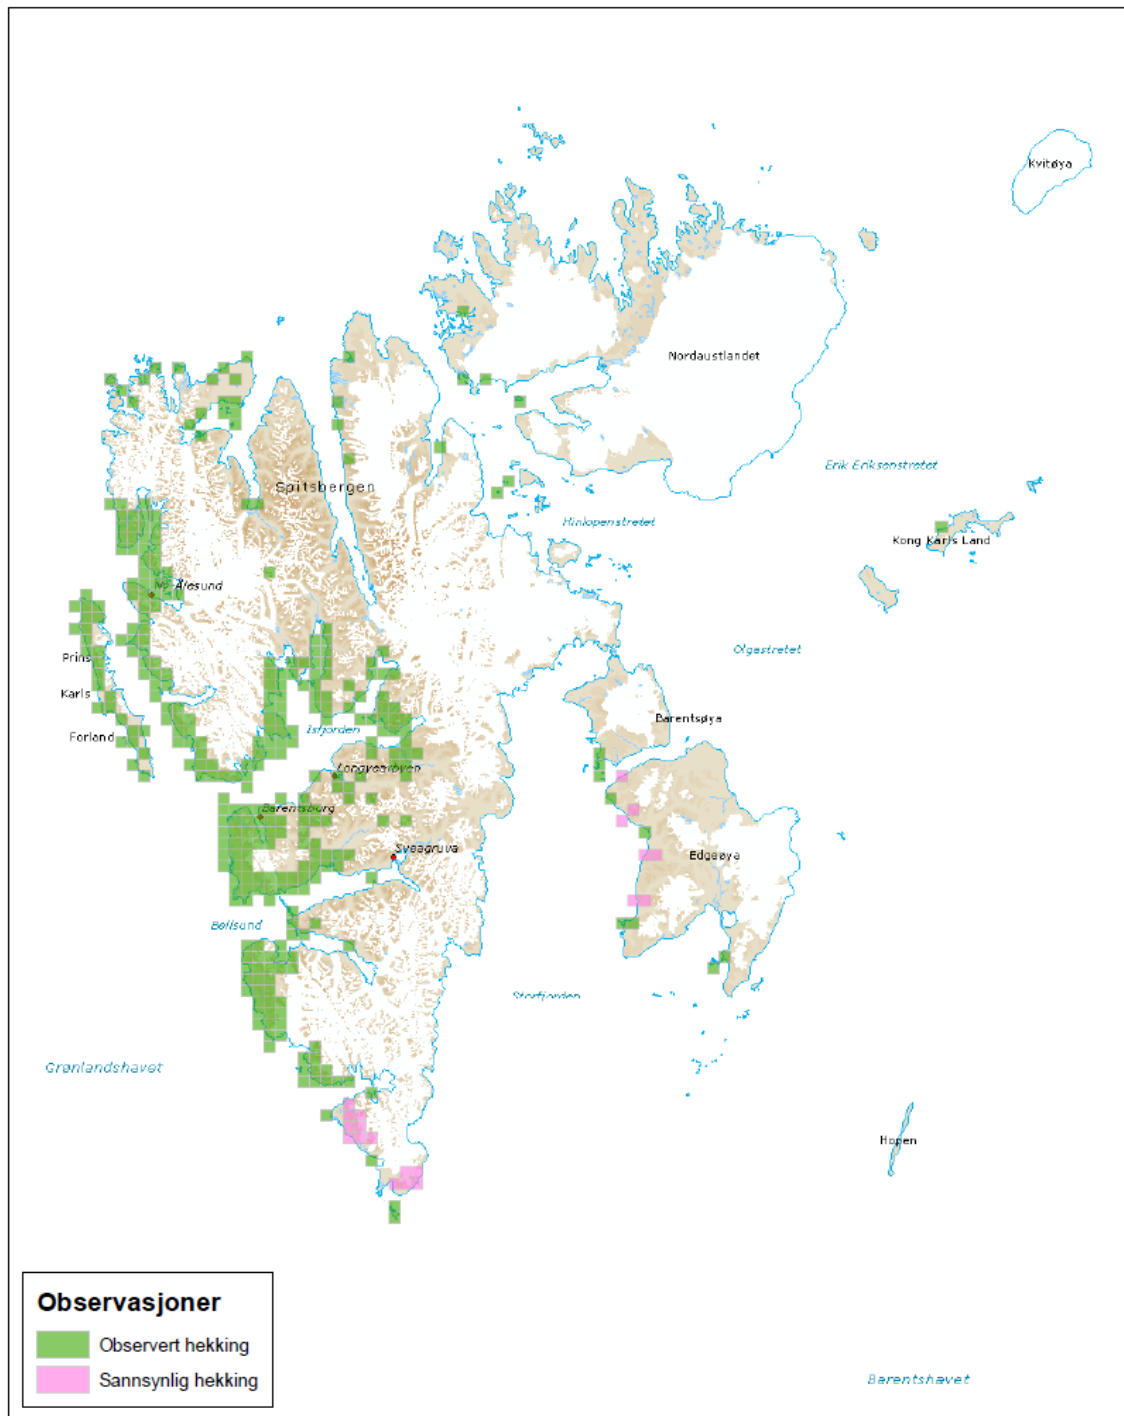 Kvitøya
Nordaustlandet
Erik Eriksenstretet
Spitsbergen
Hinlopenstretet
Kong Karls Land
Ny-Ålesund
Olgastretet
Prins
Karls
Forland
Barentsøya
Isfjorden
Longyearbyen
Barentsburg
Sveagruva
Edgeøya
Bellsund
Storfjorden
Grønlandshavet
Hopen
Observasjoner
Observert hekking
Sannsynlig hekking
Barentshavet